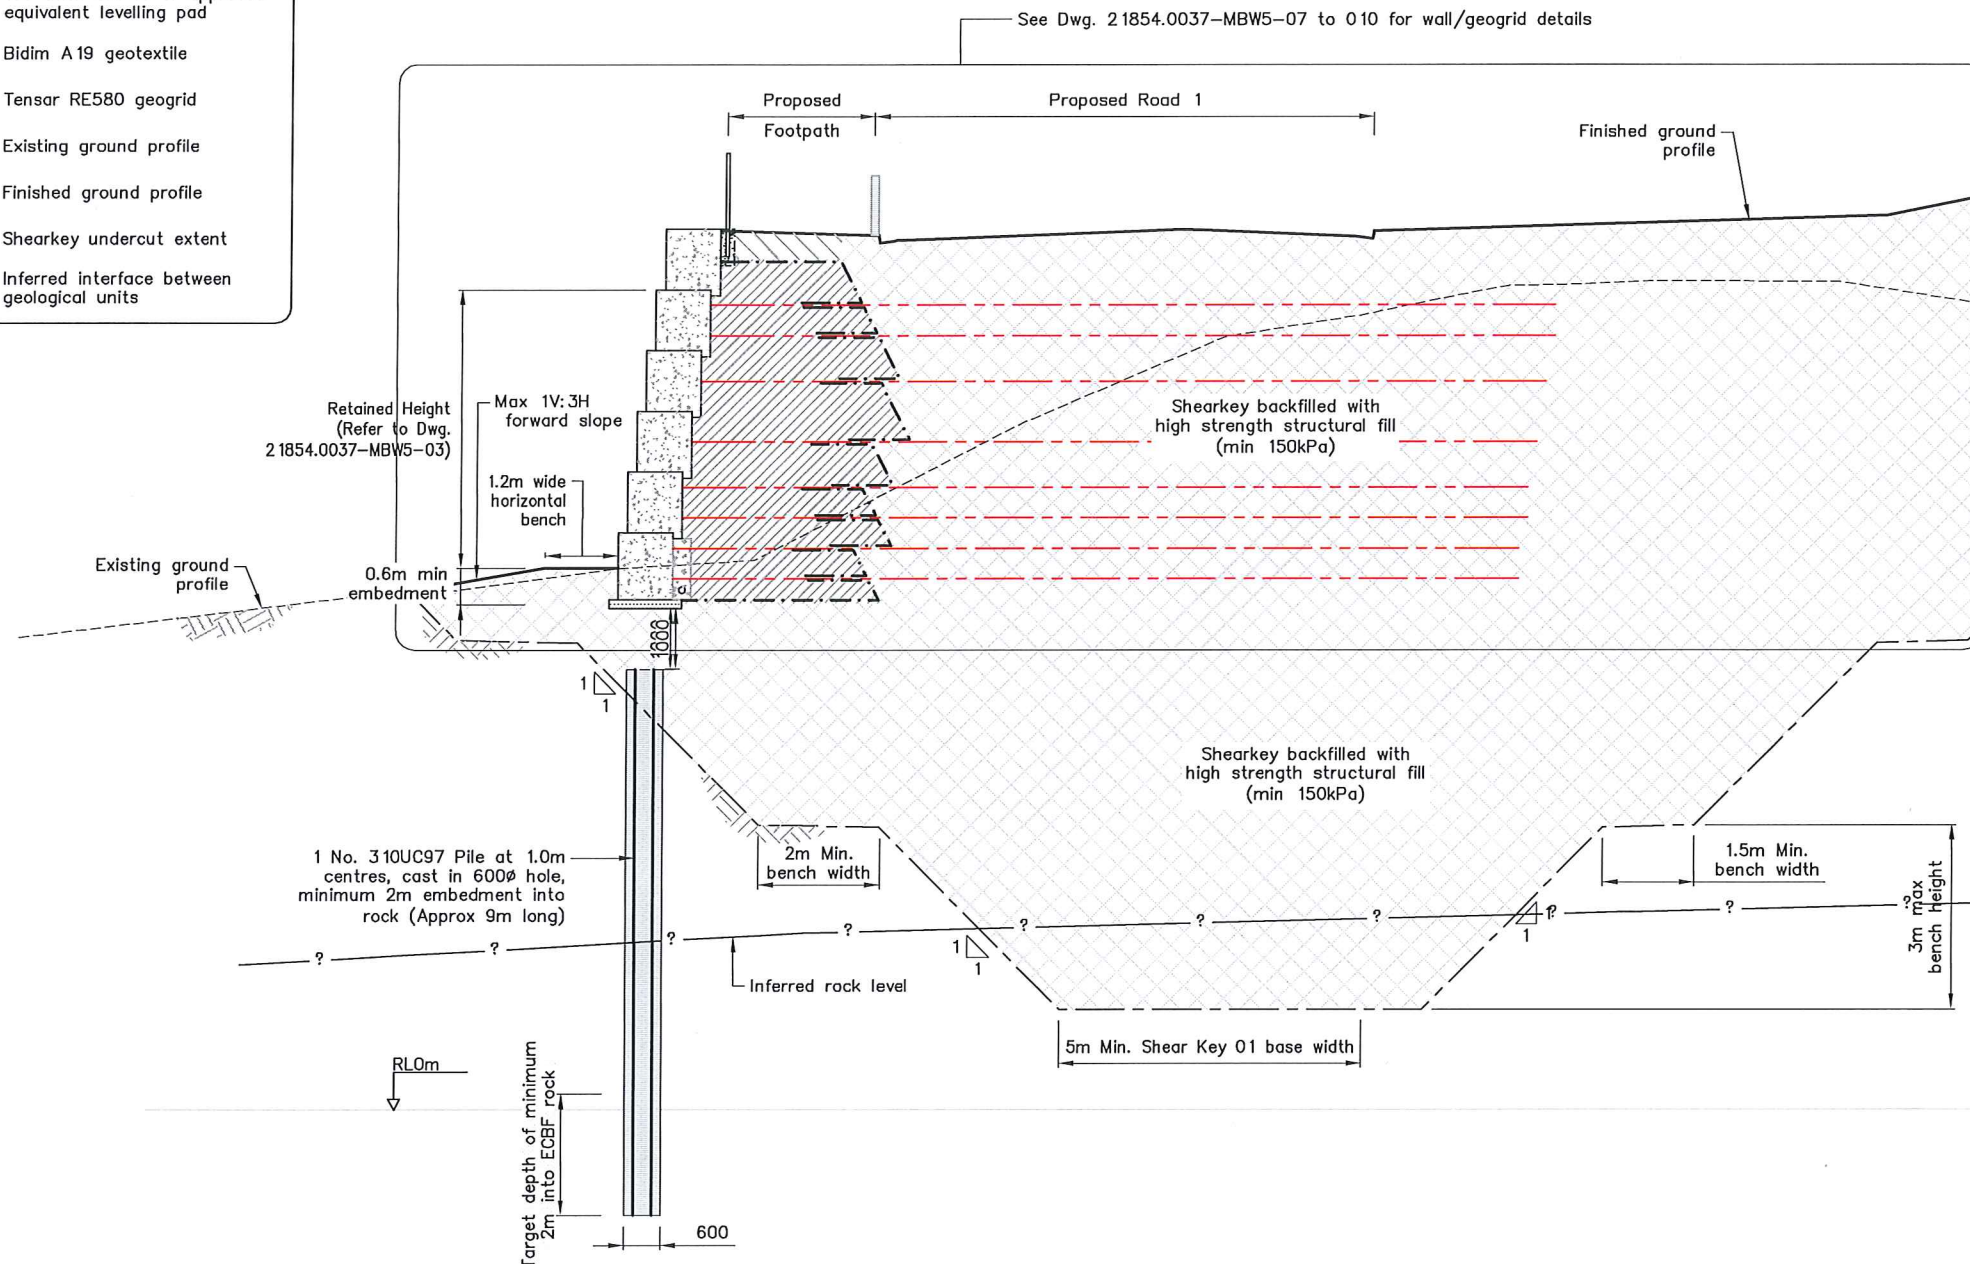 equivalent levelling pad
Bidim A19 geotextile
Tensar RE580 geogrid
Existing ground profile
Finished ground profile
Shearkey undercut extent
Inferred interface between
geological units
See Dwg. 21854.0037-MBW5-07 to 010 for wall/geogrid details
Proposed
Footpath
Proposed Road 1
Finished ground
profile
Retained Height
(Refer to Dwg.
21854.0037-MBW5-03)
Max 1V:3H
forward slope
1.2m wide
horizontal
bench
Existing ground
profile
0.6m min
embedment
Shearkey backfilled with
high strength structural fill
(min 150kPa)
1
1
Shearkey backfilled with
high strength structural fill
(min 150kPa)
1 No. 310UC97 Pile at 1.0m
centres, cast in 600ø hole,
minimum 2m embedment into
rock (Approx 9m long)
2m Min.
bench width
1.5m Min.
bench width
3m max
bench height
? ? ? ? ? ? ? ? ? ?
1
1
1
1
Inferred rock level
5m Min. Shear Key 01 base width
RL0m
Target depth of minimum
2m into ECBF rock
600